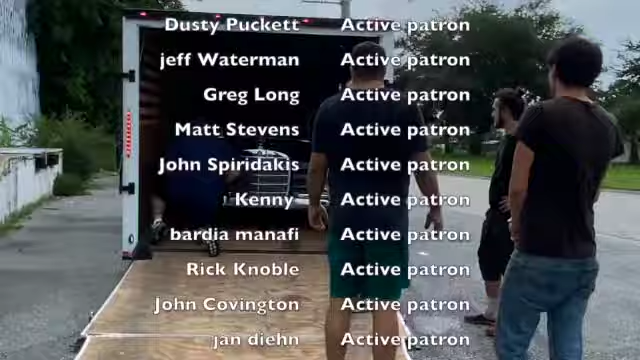 Dusty Puckett Active patron
jeff Waterman Active patron
Greg Long Active patron
Matt Stevens Active patron
John Spiridakis Active patron
Kenny Active patron
bardia manafi Active patron
Rick Knoble Active patron
John Covington Active patron
jan diehn Active patron